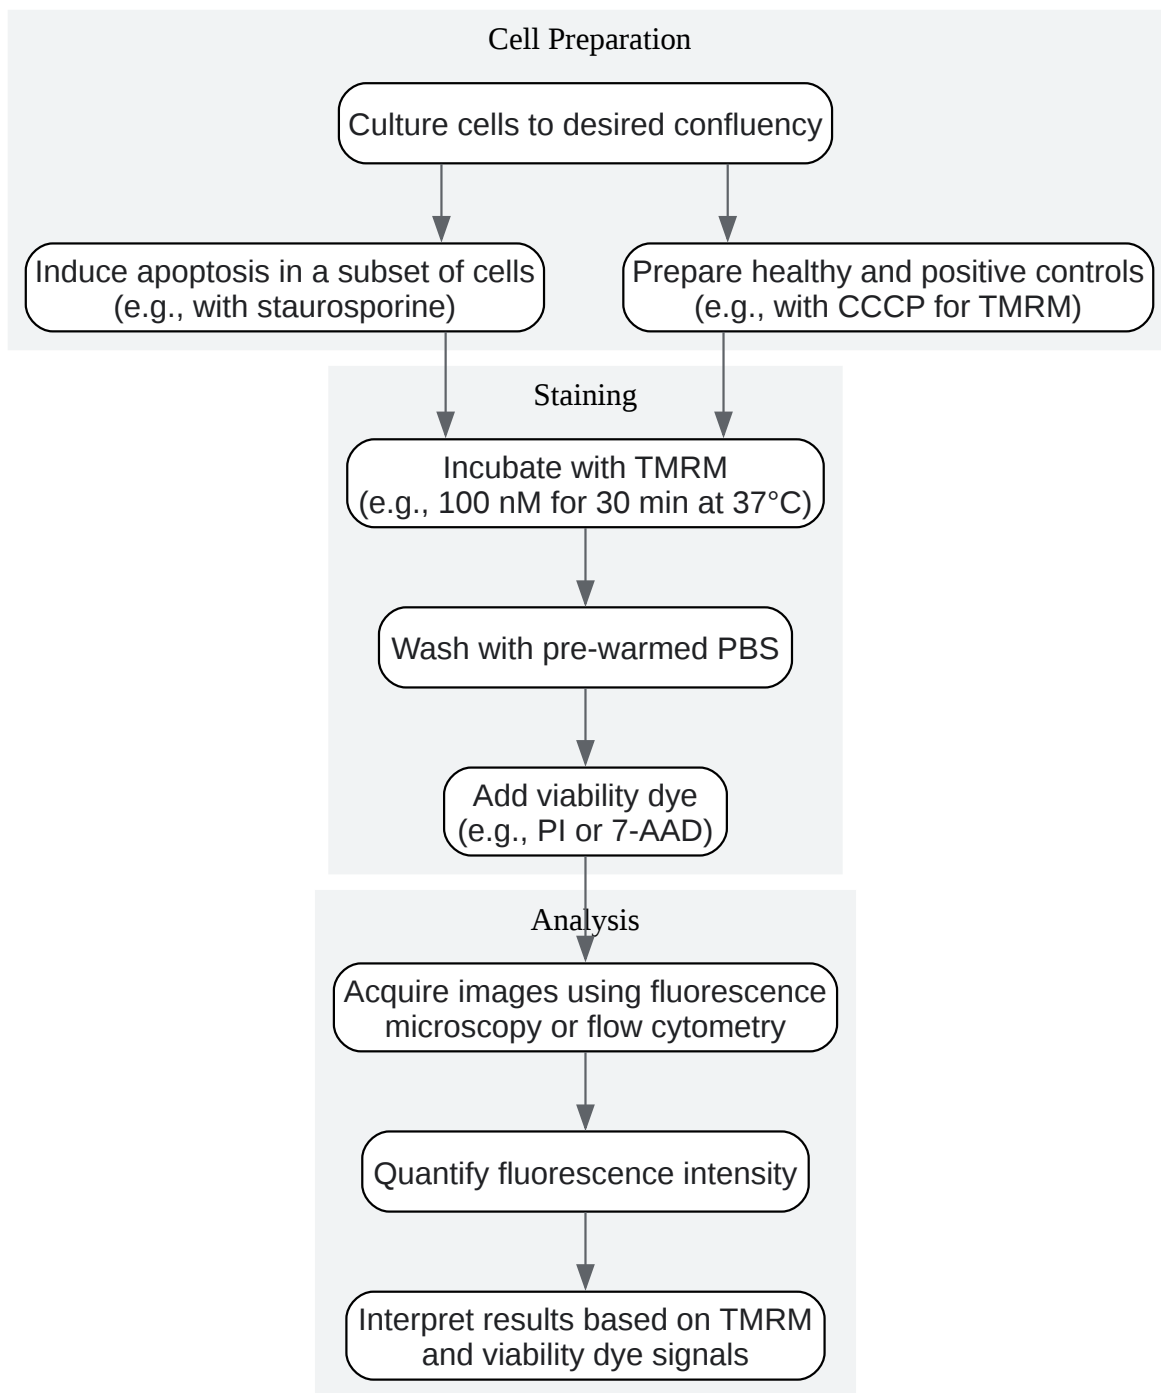 Cell Preparation
Culture cells to desired confluency
Induce apoptosis in a subset of cells
(e.g., with staurosporine)
Prepare healthy and positive controls
(e.g., with CCCP for TMRM)
Staining
Incubate with TMRM
(e.g., 100 nM for 30 min at 37°C)
Wash with pre-warmed PBS
Add viability dye
(e.g., PI or 7-AAD)
Analysis
Acquire images using fluorescence
microscopy or flow cytometry
Quantify fluorescence intensity
Interpret results based on TMRM
and viability dye signals